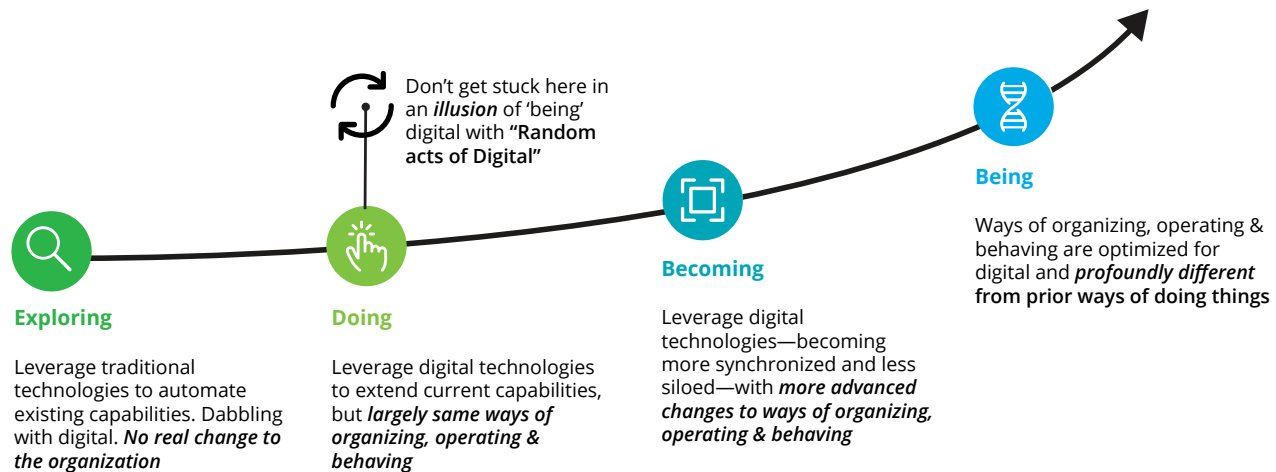 Don’t get stuck here in
an illusion of ‘being’
digital with “Random
acts of Digital”
Exploring
Leverage traditional
technologies to automate
existing capabilities. Dabbling
with digital. No real change to
the organization
Doing
Leverage digital technologies
to extend current capabilities,
but largely same ways of
organizing, operating &
behaving
Becoming
Leverage digital
technologies—becoming
more synchronized and less
siloed—with more advanced
changes to ways of organizing,
operating & behaving
Being
Ways of organizing, operating &
behaving are optimized for
digital and profoundly different
from prior ways of doing things